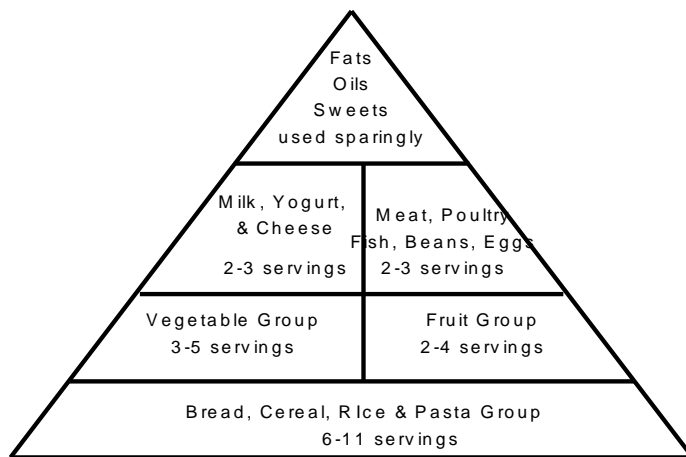 Fats
Oils
Sweets
used sparingly
Milk, Yogurt,
& Cheese
2-3 servings
Meat, Poultry
Fish, Beans, Eggs
2-3 servings
Vegetable Group
3-5 servings
Fruit Group
2-4 servings
Bread, Cereal, RIce & Pasta Group
6-11 servings